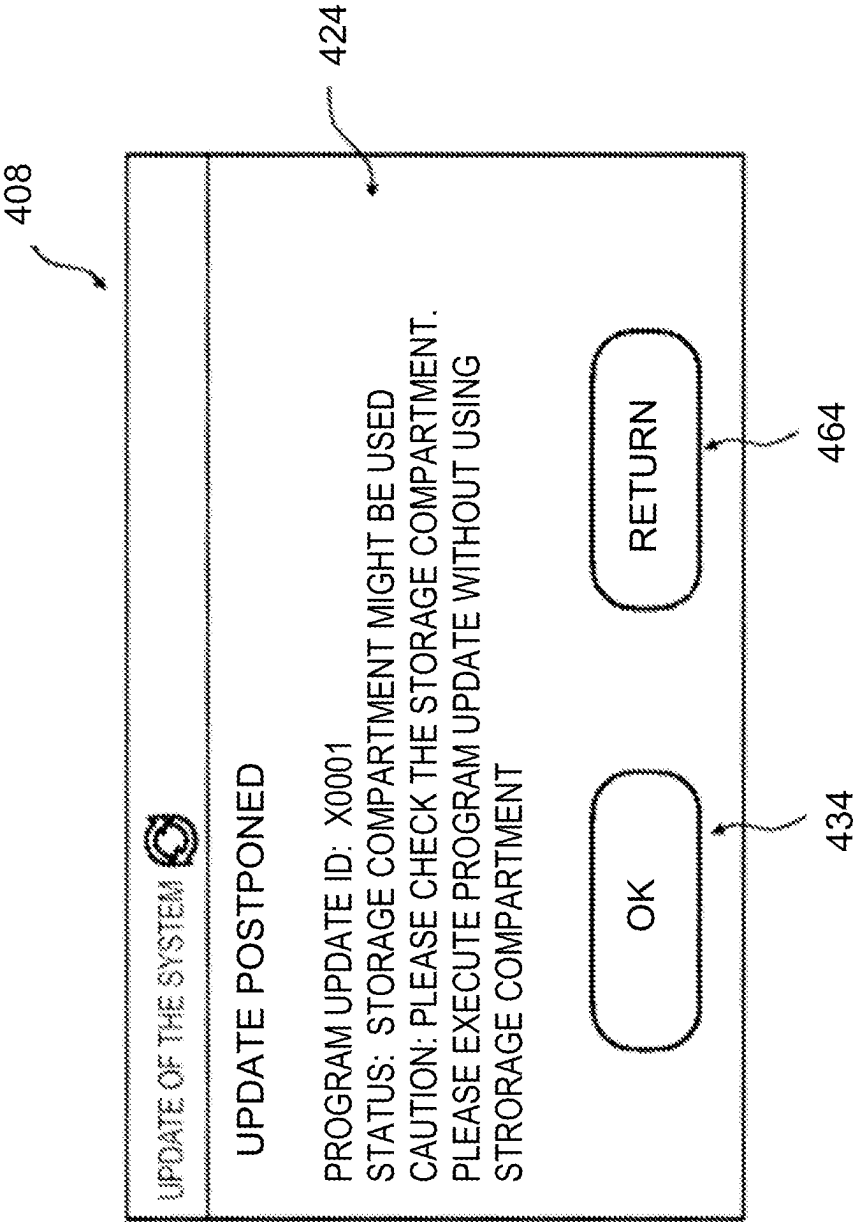 408
424
UPDATE OF THE SYSTEM
UPDATE POSTPONED
PROGRAM UPDATE ID: X0001
STATUS: STORAGE COMPARTMENT MIGHT BE USED
CAUTION: PLEASE CHECK THE STORAGE COMPARTMENT.
PLEASE EXECUTE PROGRAM UPDATE WITHOUT USING
STRORAGE COMPARTMENT
OK
RETURN
434
464